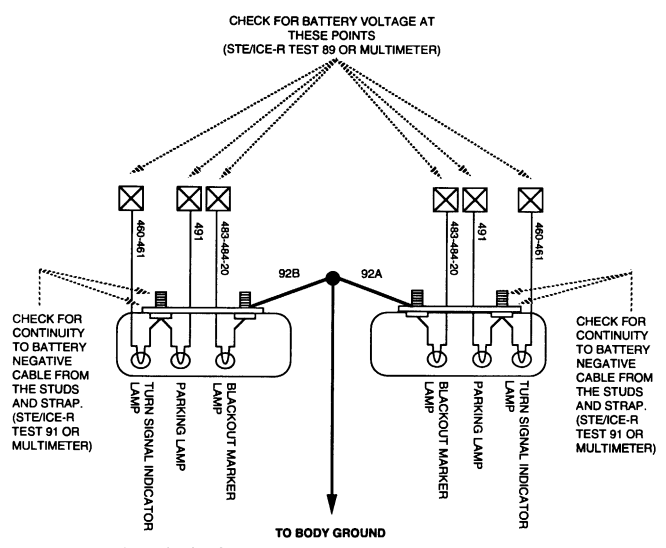 CHECK FOR BATTERY VOLTAGE AT
THESE POINTS
(STE/ICE-R TEST 89 OR MULTIMETER)
460-461
491
483-484-20
483-484-20
491
460-461
92B
92A
CHECK FOR
CONTINUITY
TO BATTERY
NEGATIVE
CABLE FROM
THE STUDS
AND STRAP.
(STE/ICE-R
TEST 91 OR
MULTIMETER)
TURN SIGNAL INDICATOR
LAMP
PARKING LAMP
BLACKOUT MARKER
LAMP
BLACKOUT MARKER
LAMP
PARKING LAMP
TURN SIGNAL INDICATOR
LAMP
CHECK FOR
CONTINUITY
TO BATTERY
NEGATIVE
CABLE FROM
THE STUDS
AND STRAP.
(STE/ICE-R
TEST 91 OR
MULTIMETER)
TO BODY GROUND